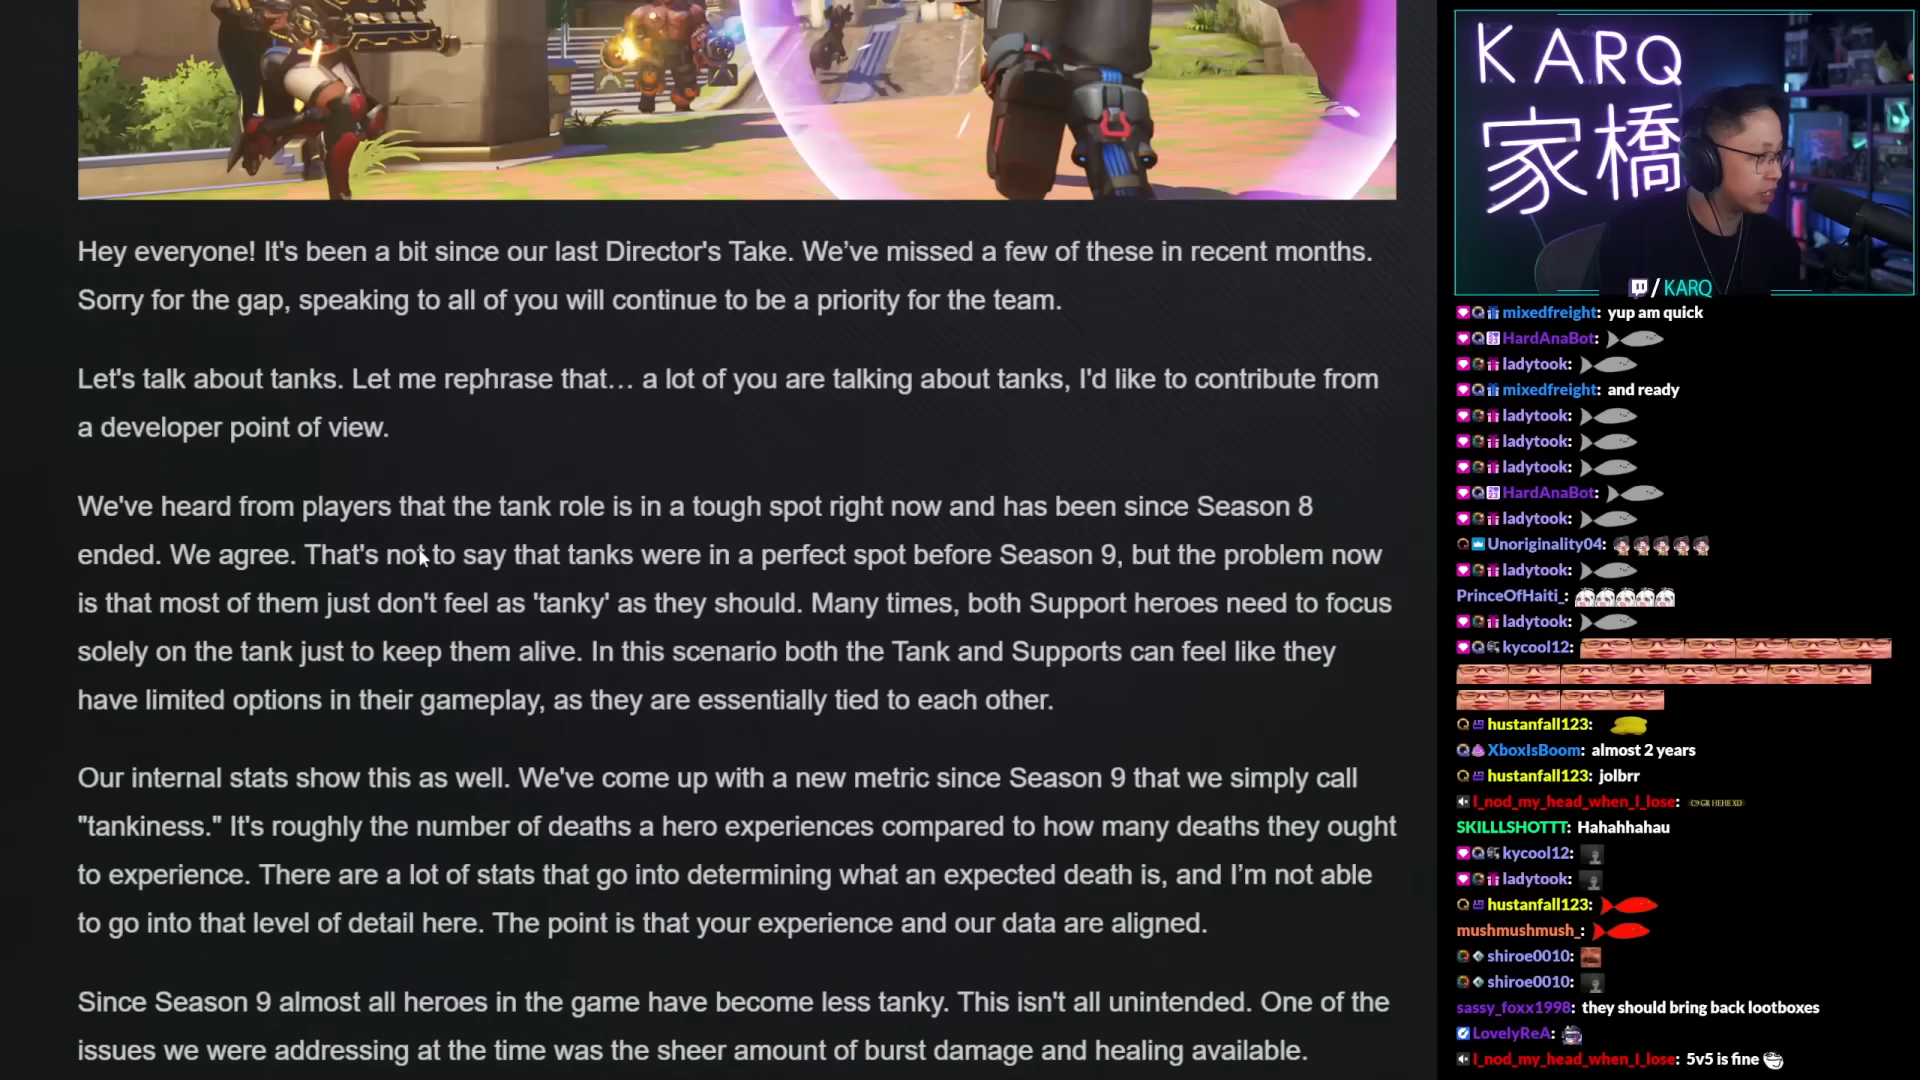 Hey everyone! It's been a bit since our last Director's Take. We’ve missed a few of these in recent months.
Sorry for the gap, speaking to all of you will continue to be a priority for the team.
Let's talk about tanks. Let me rephrase that… a lot of you are talking about tanks, I'd like to contribute from
a developer point of view.
We've heard from players that the tank role is in a tough spot right now and has been since Season 8
ended. We agree. That's not to say that tanks were in a perfect spot before Season 9, but the problem now
is that most of them just don't feel as 'tanky' as they should. Many times, both Support heroes need to focus
solely on the tank just to keep them alive. In this scenario both the Tank and Supports can feel like they
have limited options in their gameplay, as they are essentially tied to each other.
Our internal stats show this as well. We've come up with a new metric since Season 9 that we simply call
"tankiness." It's roughly the number of deaths a hero experiences compared to how many deaths they ought
to experience. There are a lot of stats that go into determining what an expected death is, and I’m not able
to go into that level of detail here. The point is that your experience and our data are aligned.
Since Season 9 almost all heroes in the game have become less tanky. This isn't all unintended. One of the
issues we were addressing at the time was the sheer amount of burst damage and healing available.
KARQ
家橋
/ KARQ
mixedfreight: yup am quick
HardAnaBot:
ladytook:
mixedfreight: and ready
ladytook:
ladytook:
ladytook:
HardAnaBot:
ladytook:
Unoriginality04:
ladytook:
PrinceOfHaiti_:
ladytook:
kycool12:
hustanfall123:
XboxIsBoom: almost 2 years
hustanfall123: jolbrr
I_nod_my_head_when_I_lose:
SKILLLSHOTTT: Hahahhahau
kycool12:
ladytook:
hustanfall123:
mushmushmush_:
shiroe0010:
shiroe0010:
sassy_foxx1998: they should bring back lootboxes
LovelyReA:
I_nod_my_head_when_I_lose: 5v5 is fine